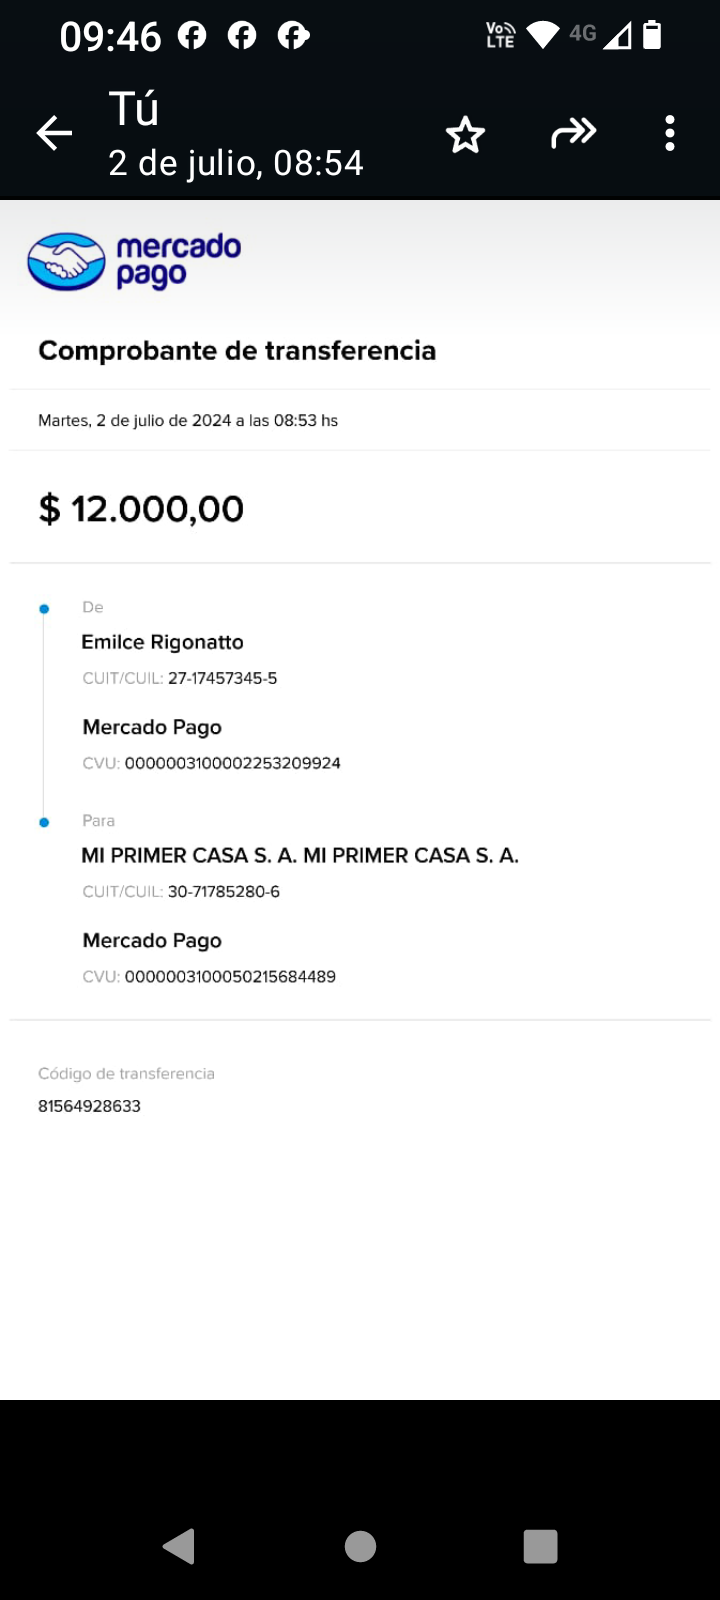 09:46
Vo LTE 4G
Tú
2 de julio, 08:54
mercado
pago
Comprobante de transferencia
Martes, 2 de julio de 2024 a las 08:53 hs
$ 12.000,00
De
Emilce Rigonatto
CUIT/CUIL: 27-17457345-5
Mercado Pago
CVU: 0000003100002253209924
Para
MI PRIMER CASA S. A. MI PRIMER CASA S. A.
CUIT/CUIL: 30-71785280-6
Mercado Pago
CVU: 0000003100050215684489
Código de transferencia
81564928633